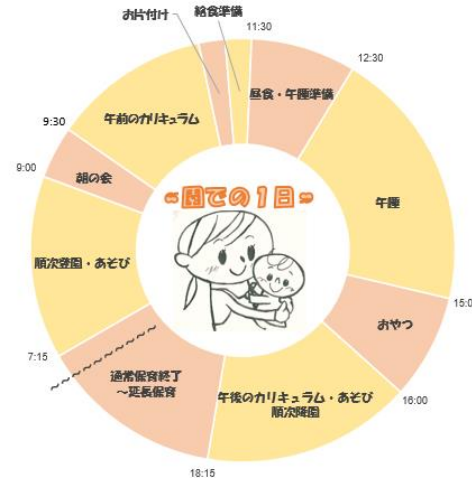 お片付け
給食準備
11:30
昼食・午睡準備
12:30
午睡
15:0
おやつ
16:00
午後のカリキュラム・あそび
順次降園
18:15
通常保育終了
～延長保育
～～～～～～～～～
7:15
順次登園・あそび
9:00
朝の会
9:30
午前のカリキュラム
~園での1日~